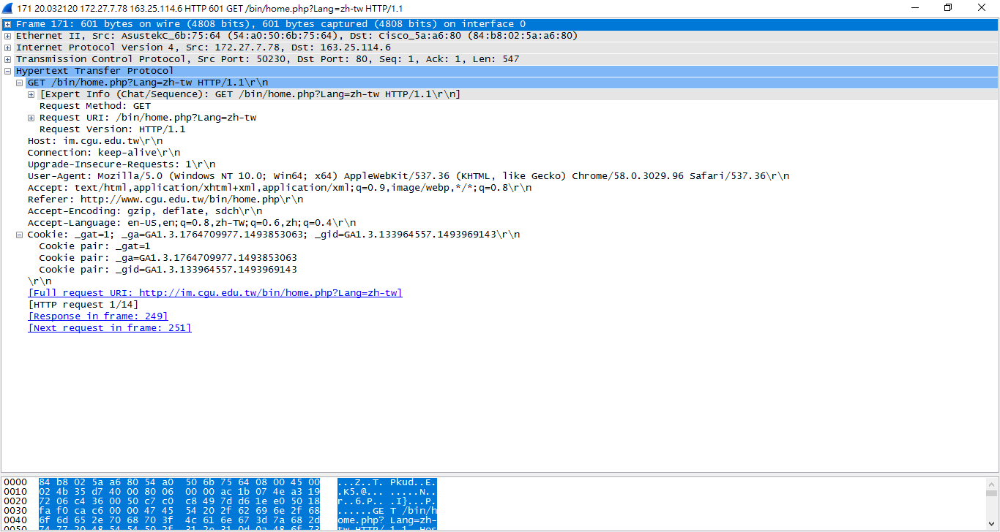 171 20.032120 172.27.7.78 163.25.114.6 HTTP 601 GET /bin/home.php?Lang=zh-tw HTTP/1.1
Frame 171: 601 bytes on wire (4808 bits), 601 bytes captured (4808 bits) on interface 0
Ethernet II, Src: AsustekC_6b:75:64 (54:a0:50:6b:75:64), Dst: Cisco_5a:a6:80 (84:b8:02:5a:a6:80)
Internet Protocol Version 4, Src: 172.27.7.78, Dst: 163.25.114.6
Transmission Control Protocol, Src Port: 50230, Dst Port: 80, Seq: 1, Ack: 1, Len: 547
Hypertext Transfer Protocol
GET /bin/home.php?Lang=zh-tw HTTP/1.1\r\n
[Expert Info (Chat/Sequence): GET /bin/home.php?Lang=zh-tw HTTP/1.1\r\n]
Request Method: GET
Request URI: /bin/home.php?Lang=zh-tw
Request Version: HTTP/1.1
Host: im.cgu.edu.tw\r\n
Connection: keep-alive\r\n
Upgrade-Insecure-Requests: 1\r\n
User-Agent: Mozilla/5.0 (Windows NT 10.0; Win64; x64) AppleWebKit/537.36 (KHTML, like Gecko) Chrome/58.0.3029.96 Safari/537.36\r\n
Accept: text/html,application/xhtml+xml,application/xml;q=0.9,image/webp,*/*;q=0.8\r\n
Referer: http://www.cgu.edu.tw/bin/home.php\r\n
Accept-Encoding: gzip, deflate, sdch\r\n
Accept-Language: en-US,en;q=0.8,zh-TW;q=0.6,zh;q=0.4\r\n
Cookie: _gat=1; _ga=GA1.3.1764709977.1493853063; _gid=GA1.3.133964557.1493969143\r\n
Cookie pair: _gat=1
Cookie pair: _ga=GA1.3.1764709977.1493853063
Cookie pair: _gid=GA1.3.133964557.1493969143
\r\n
[Full request URI: http://im.cgu.edu.tw/bin/home.php?Lang=zh-tw]
[HTTP request 1/14]
[Response in frame: 249]
[Next request in frame: 251]
0000 84 b8 02 5a a6 80 54 a0 50 6b 75 64 08 00 45 00 ...Z..T. Pkud..E.
0010 02 4b 35 d7 40 00 80 06 00 00 ac 1b 07 4e a3 19 .K5.@... .....N..
0020 72 06 c4 36 00 50 c7 c0 c8 49 7d d6 1e e0 50 18 r..6.P.. .I}...P.
0030 fa f0 ca c6 00 00 47 45 54 20 2f 62 69 6e 2f 68 ......GE T /bin/h
0040 6f 6d 65 2e 70 68 70 3f 4c 61 6e 67 3d 7a 68 2d ome.php? Lang=zh-
0050 74 77 20 48 54 54 50 2f 31 2e 31 0d 0a 48 6f 73 tw HTTP/ 1.1..Hos